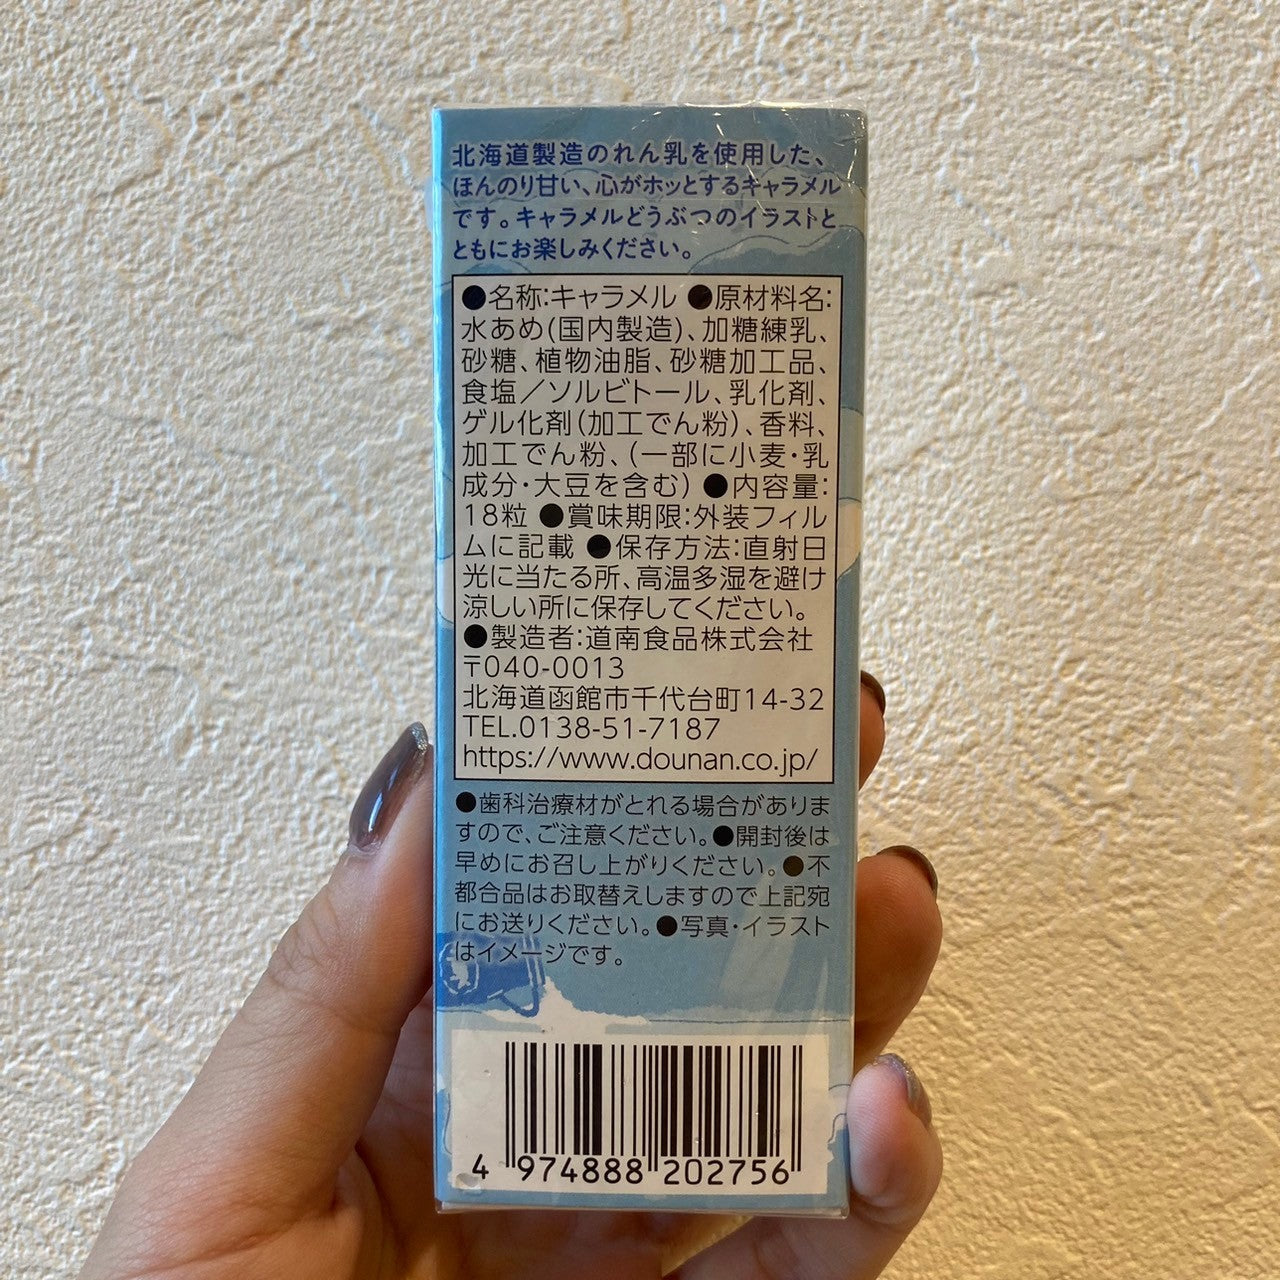 北海道製造のれん乳を使用した、
ほんのり甘い、心がホッとするキャラメル
です。キャラメルどうぶつのイラストと
ともにお楽しみください。
●名称:キャラメル ●原材料名:
水あめ(国内製造)、加糖練乳、
砂糖、植物油脂、砂糖加工品、
食塩／ソルビトール、乳化剤、
ゲル化剤(加工でん粉)、香料、
加工でん粉、(一部に小麦・乳
成分・大豆を含む) ●内容量:
18粒 ●賞味期限:外装フィル
ムに記載 ●保存方法:直射日
光に当たる所、高温多湿を避け
涼しい所に保存してください。
●製造者:道南食品株式会社
〒040-0013
北海道函館市千代台町14-32
TEL.0138-51-7187
https://www.dounan.co.jp/
●歯科治療材がとれる場合がありま
すので、ご注意ください。●開封後は
早めにお召し上がりください。●不
都合品はお取替えしますので上記宛
にお送りください。●写真・イラスト
はイメージです。
4 974888 202756